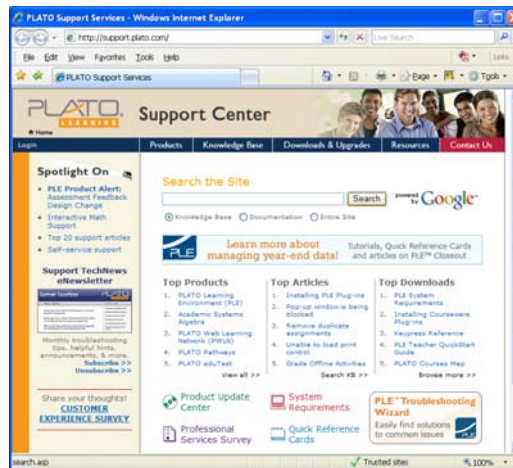 PLATO Support Services - Windows Internet Explorer
http://support.plato.com/
Live Search
File Edit View Favorites Tools Help
Links
PLATO Support Services
Page Tools
PLATO
LEARNING
Support Center
Home
Login
Products Knowledge Base Downloads & Upgrades Resources Contact Us
Spotlight On
PLE Product Alert:
Assessment Feedback
Design Change
Interactive Math
Support
Top 20 support articles
Self-service support
Support TechNews
eNewsletter
Monthly troubleshooting
tips, helpful hints,
announcements, & more.
Subscribe >>
Unsubscribe >>
Share your thoughts!
CUSTOMER
EXPERIENCE SURVEY
Search the Site
Search
powered by Google
Knowledge Base Documentation Entire Site
PLE
Learn more about
managing year-end data!
Tutorials, Quick Reference Cards
and articles on PLE™ Closeout
Top Products
1. PLATO Learning
Environment (PLE)
2. Academic Systems
Algebra
3. PLATO Web Learning
Network (PWLN)
4. PLATO Pathways
5. PLATO eduTest
View all >>
Top Articles
1. Installing PLE Plug-ins
2. Pop-up window is being
blocked
3. Remove duplicate
assignments
4. Unable to load print
control
5. Grade Offline Activities
Search KB >>
Top Downloads
1. PLE System
Requirements
2. Installing Courseware
Plug-ins
3. Keypress Reference
4. PLE Teacher QuickStart
Guide
5. PLATO Courses Map
Browse more >>
Product Update
Center
System
Requirements
Professional
Services Survey
Quick Reference
Cards
PLE™ Troubleshooting
Wizard
Easily find solutions
to common issues
PLE
search.asp
Trusted sites
100%